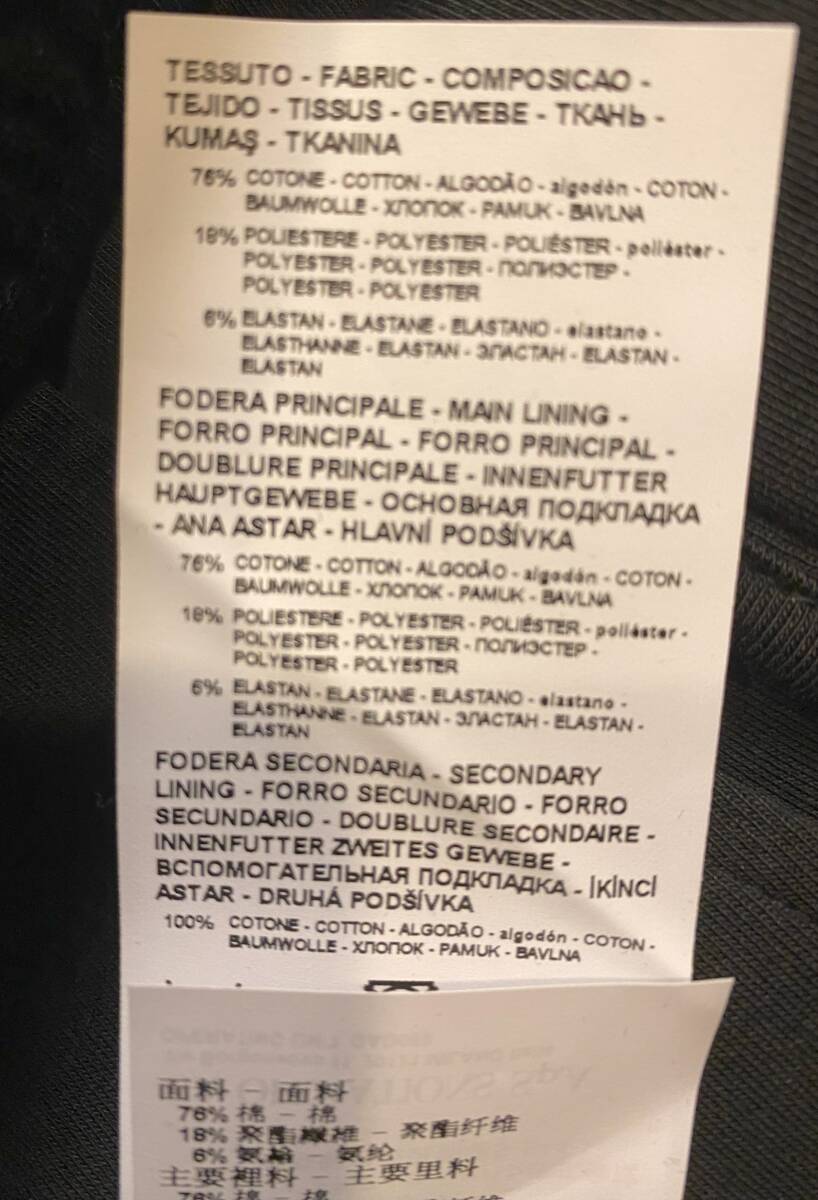 TESSUTO - FABRIC - COMPOSICAO -
TEJIDO - TISSUS - GEWEBE - ТКАНЬ -
KUMAŞ - TKANINA
76% COTONE - COTTON - ALGODÃO - algodón - COTON -
BAUMWOLLE - ХЛОПОК - PAMUK - BAVLNA
18% POLIESTERE - POLYESTER - POLIÉSTER - poliéster -
POLYESTER - POLYESTER - ПОЛИЭСТЕР -
POLYESTER - POLYESTER
6% ELASTAN - ELASTANE - ELASTANO - elastano -
ELASTHANNE - ELASTAN - ЭЛАСТАН - ELASTAN -
ELASTAN
FODERA PRINCIPALE - MAIN LINING -
FORRO PRINCIPAL - FORRO PRINCIPAL -
DOUBLURE PRINCIPALE - INNENFUTTER
HAUPTGEWEBE - ОСНОВНАЯ ПОДКЛАДКА
- ANA ASTAR - HLAVNÍ PODŠÍVKA
76% COTONE - COTTON - ALGODÃO - algodón - COTON -
BAUMWOLLE - ХЛОПОК - PAMUK - BAVLNA
18% POLIESTERE - POLYESTER - POLIÉSTER - poliéster -
POLYESTER - POLYESTER - ПОЛИЭСТЕР -
POLYESTER - POLYESTER
6% ELASTAN - ELASTANE - ELASTANO - elastano -
ELASTHANNE - ELASTAN - ЭЛАСТАН - ELASTAN -
ELASTAN
FODERA SECONDARIA - SECONDARY
LINING - FORRO SECUNDARIO - FORRO
SECUNDARIO - DOUBLURE SECONDAIRE -
INNENFUTTER ZWEITES GEWEBE -
ВСПОМОГАТЕЛЬНАЯ ПОДКЛАДКА - İKİNCİ
ASTAR - DRUHÁ PODŠÍVKA
100% COTONE - COTTON - ALGODÃO - algodón - COTON -
BAUMWOLLE - ХЛОПОК - PAMUK - BAVLNA
面料 - 面料
76% 棉 - 棉
18% 聚酯纖維 - 聚酯纤维
6% 氨綸 - 氨纶
主要裡料 - 主要里料
76% 棉 - 棉